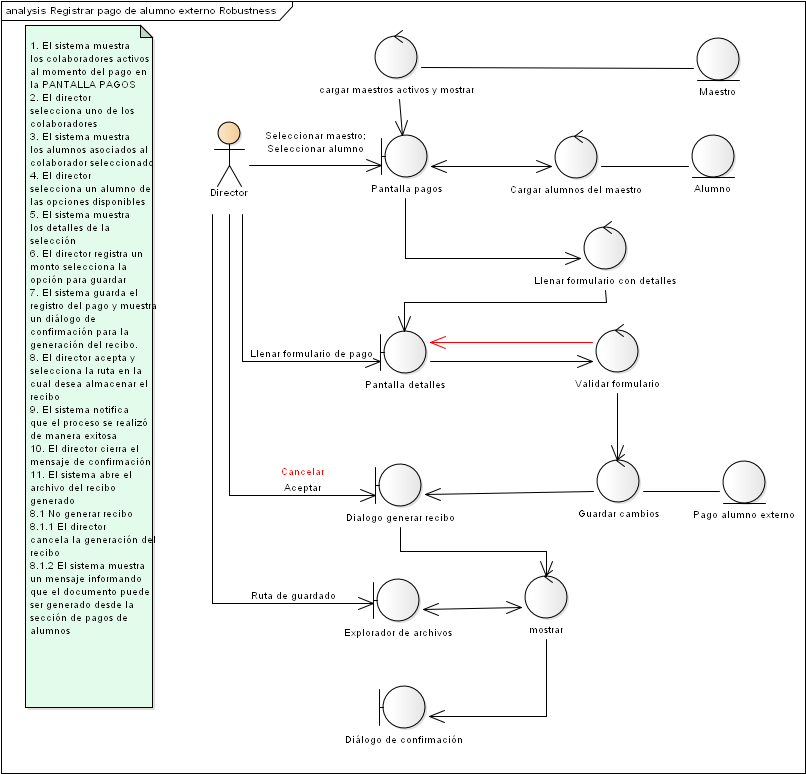 analysis Registrar pago de alumno externo Robustness
1. El sistema muestra
los colaboradores activos
al momento del pago en
la PANTALLA PAGOS
2. El director
selecciona uno de los
colaboradores
3. El sistema muestra
los alumnos asociados al
colaborador seleccionado
4. El director
selecciona un alumno de
las opciones disponibles
5. El sistema muestra
los detalles de la
selección
6. El director registra un
monto selecciona la
opción para guardar
7. El sistema guarda el
registro del pago y muestra
un diálogo de
confirmación para la
generación del recibo.
8. El director acepta y
selecciona la ruta en la
cual desea almacenar el
recibo
9. El sistema notifica
que el proceso se realizó
de manera exitosa
10. El director cierra el
mensaje de confirmación
11. El sistema abre el
archivo del recibo
generado
8.1 No generar recibo
8.1.1 El director
cancela la generación del
recibo
8.1.2 El sistema muestra
un mensaje informando
que el documento puede
ser generado desde la
sección de pagos de
alumnos
cargar maestros activos y mostrar
Maestro
Seleccionar maestro;
Seleccionar alumno
Director
Pantalla pagos
Cargar alumnos del maestro
Alumno
Llenar formulario con detalles
Llenar formulario de pago
Pantalla detalles
Validar formulario
Cancelar
Aceptar
Dialogo generar recibo
Guardar cambios
Pago alumno externo
Ruta de guardado
Explorador de archivos
mostrar
Diálogo de confirmación